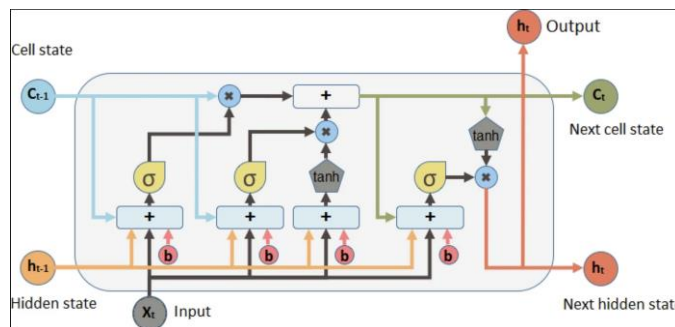 hₜ Output
Cell state
Cₜ₋₁
×
+
Cₜ
×
tanh
Next cell state
σ
σ
tanh
σ
×
+
+
+
+
hₜ₋₁
b
b
b
b
hₜ
Hidden state
Xₜ Input
Next hidden state